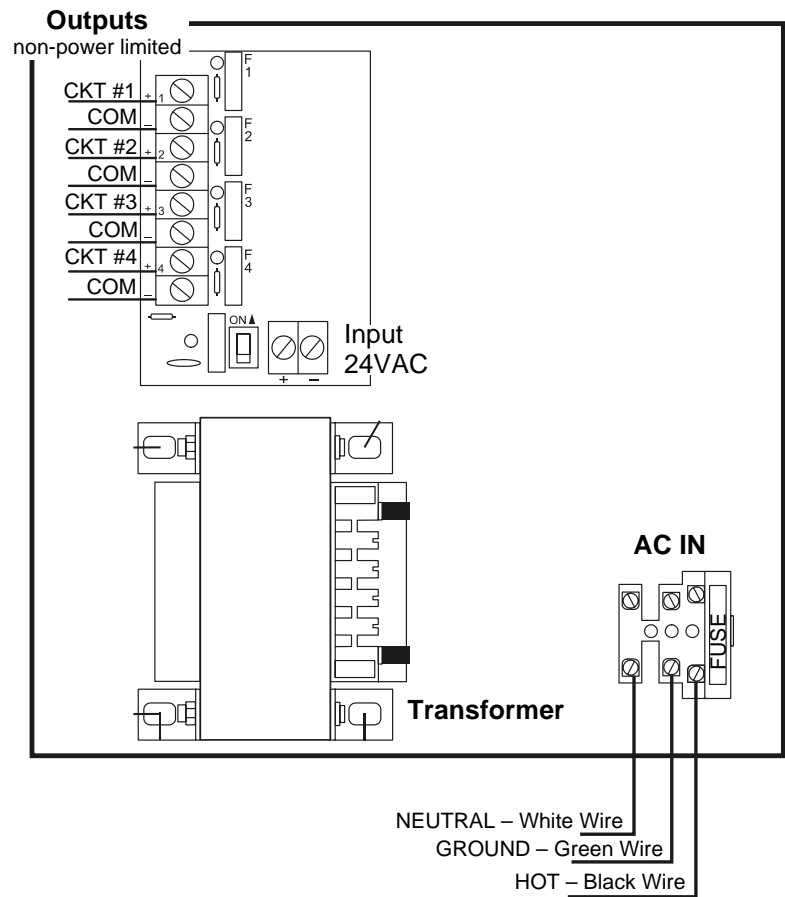 Outputs
non-power limited
F
1
CKT #1 + 1
COM –
F
2
CKT #2 + 2
COM –
F
3
CKT #3 + 3
COM –
F
4
CKT #4 + 4
COM –
ON
Input
24VAC
+ –
AC IN
FUSE
Transformer
NEUTRAL – White Wire
GROUND – Green Wire
HOT – Black Wire